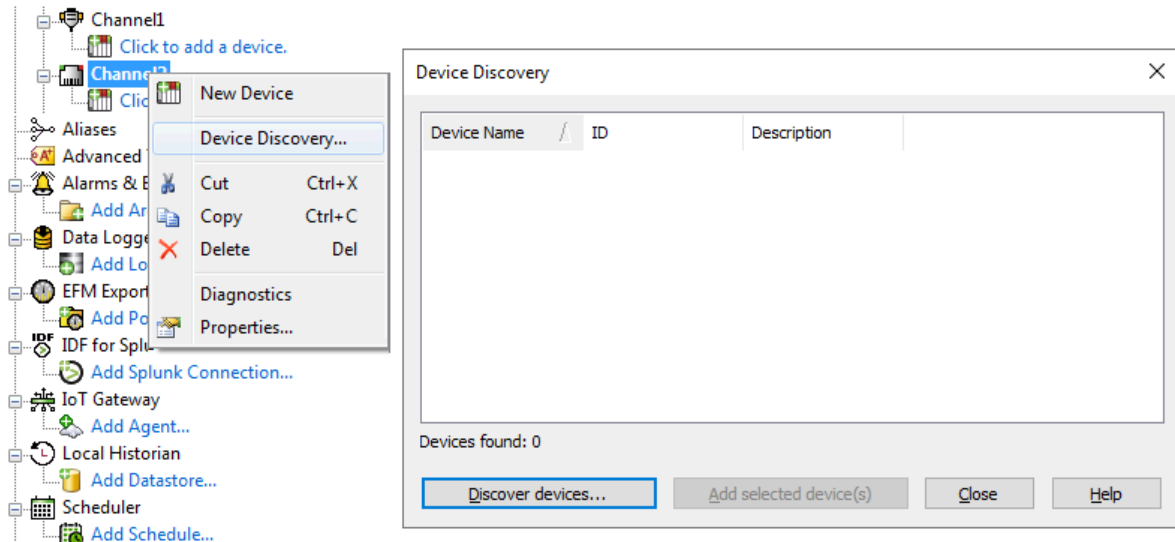 Channel1
Click to add a device.
Channel2
Clic
Aliases
Advanced
Alarms & E
Add Ar
Data Logge
Add Lo
EFM Export
Add Po
IDF for Splu
Add Splunk Connection...
IoT Gateway
Add Agent...
Local Historian
Add Datastore...
Scheduler
Add Schedule...
New Device
Device Discovery...
Cut Ctrl+X
Copy Ctrl+C
Delete Del
Diagnostics
Properties...
Device Discovery
Device Name ID Description
Devices found: 0
Discover devices... Add selected device(s) Close Help